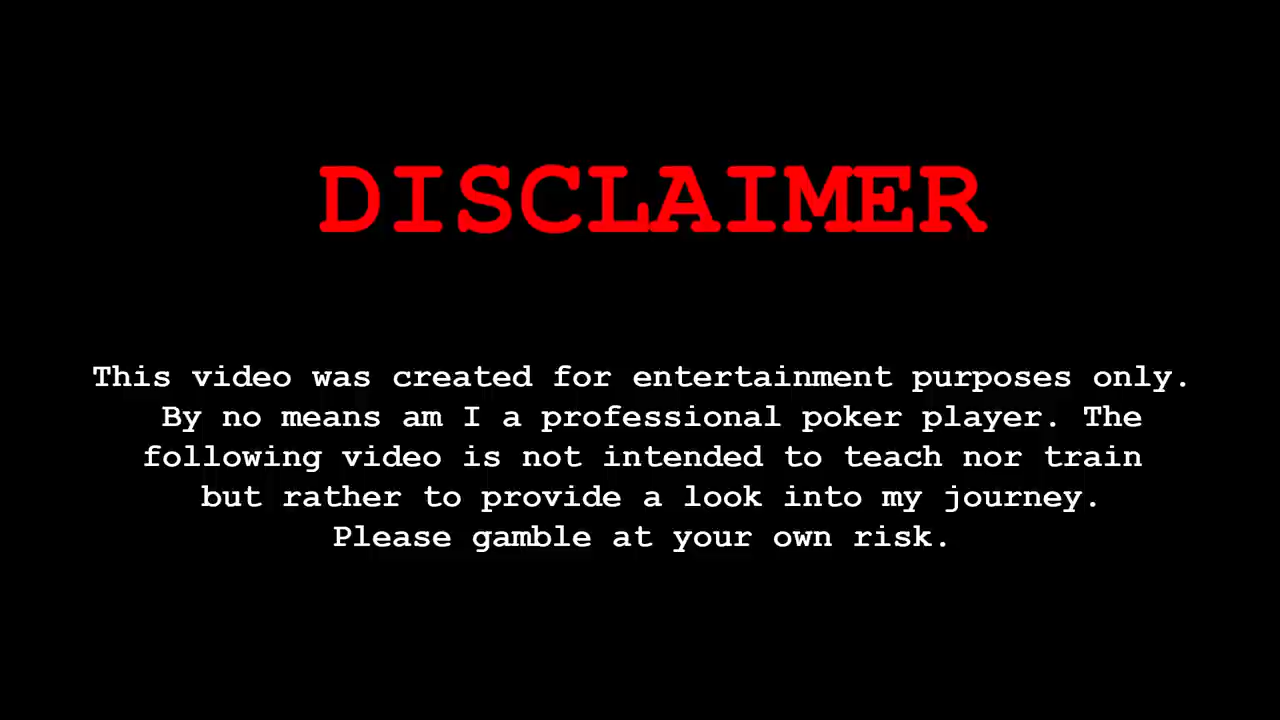 DISCLAIMER
This video was created for entertainment purposes only.
By no means am I a professional poker player. The
following video is not intended to teach nor train
but rather to provide a look into my journey.
Please gamble at your own risk.